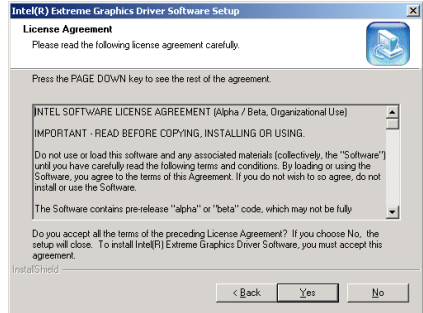 Intel(R) Extreme Graphics Driver Software Setup
License Agreement
Please read the following license agreement carefully.
Press the PAGE DOWN key to see the rest of the agreement.
INTEL SOFTWARE LICENSE AGREEMENT (Alpha / Beta, Organizational Use)
IMPORTANT - READ BEFORE COPYING, INSTALLING OR USING.
Do not use or load this software and any associated materials (collectively, the "Software")
until you have carefully read the following terms and conditions. By loading or using the
Software, you agree to the terms of this Agreement. If you do not wish to so agree, do not
install or use the Software.
The Software contains pre-release "alpha" or "beta" code, which may not be fully
Do you accept all the terms of the preceding License Agreement? If you choose No, the
setup will close. To install Intel(R) Extreme Graphics Driver Software, you must accept this
agreement.
InstallShield
< Back
Yes
No